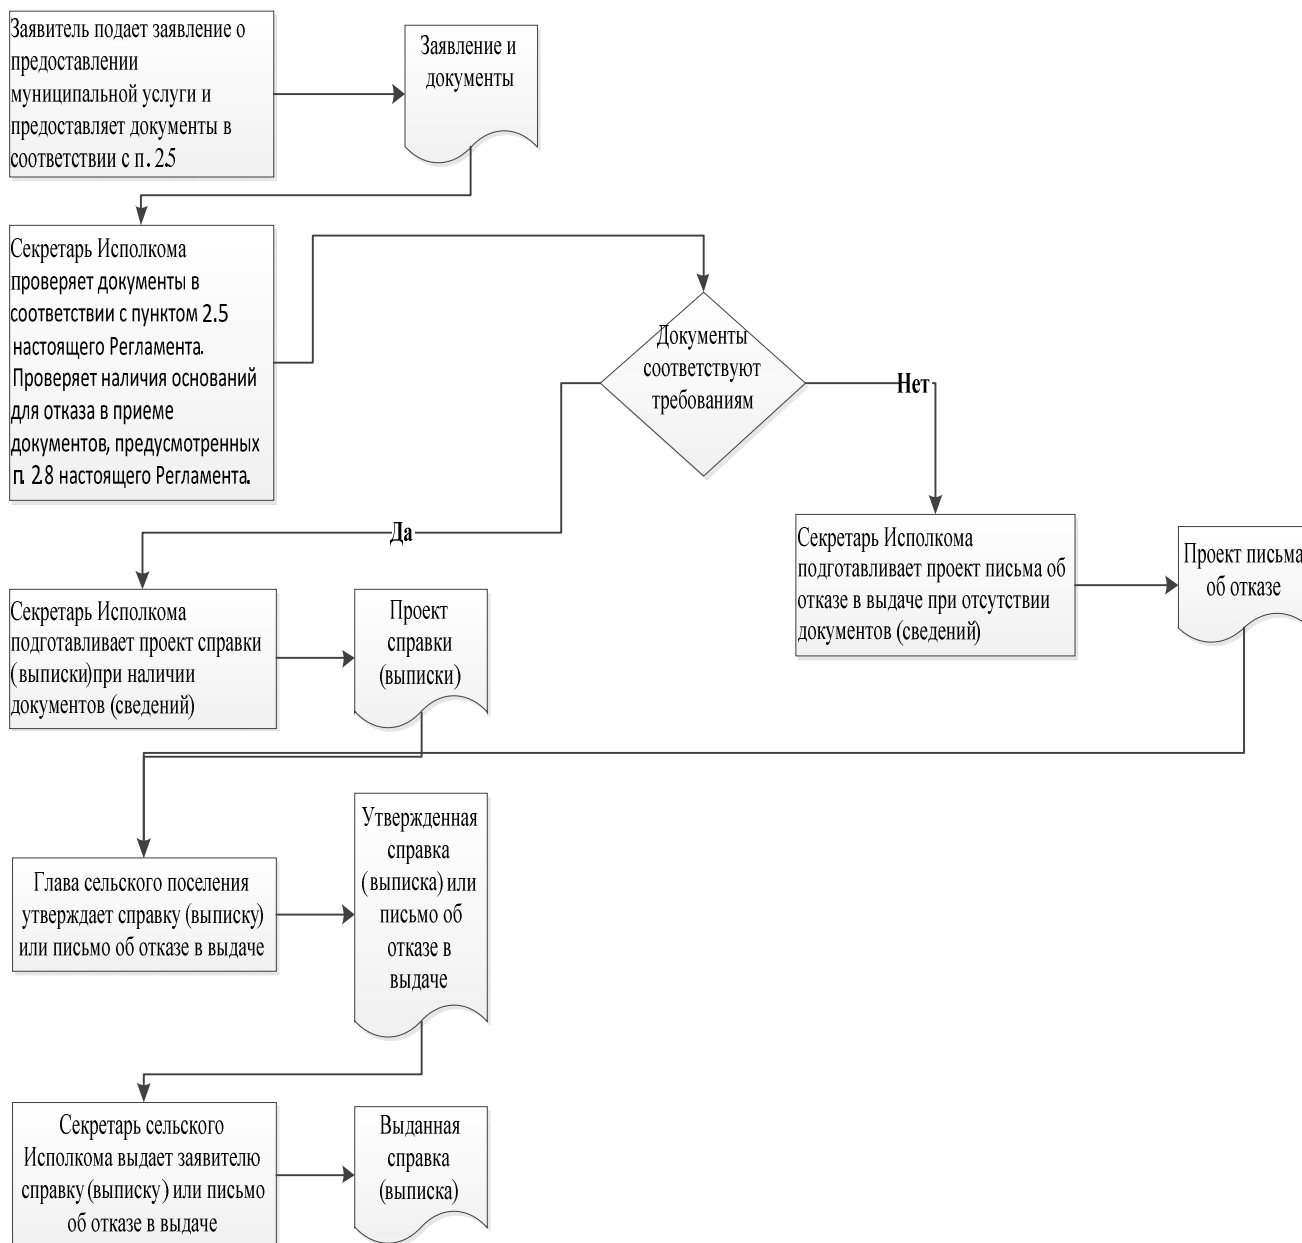 Заявитель подает заявление о
предоставлении
муниципальной услуги и
предоставляет документы в
соответствии с п. 2.5
Заявление и
документы
Секретарь Исполкома
проверяет документы в
соответствии с пунктом 2.5
настоящего Регламента.
Проверяет наличия оснований
для отказа в приеме
документов, предусмотренных
п. 2.8 настоящего Регламента.
Документы
соответствуют
требованиям
Нет
Да
Секретарь Исполкома
подготавливает проект письма об
отказе в выдаче при отсутствии
документов (сведений)
Проект письма
об отказе
Секретарь Исполкома
подготавливает проект справки
(выписки)при наличии
документов (сведений)
Проект
справки
(выписки)
Глава сельского поселения
утверждает справку (выписку)
или письмо об отказе в выдаче
Утвержденная
справка
(выписка) или
письмо об
отказе в
выдаче
Секретарь сельского
Исполкома выдает заявителю
справку (выписку) или письмо
об отказе в выдаче
Выданная
справка
(выписка)